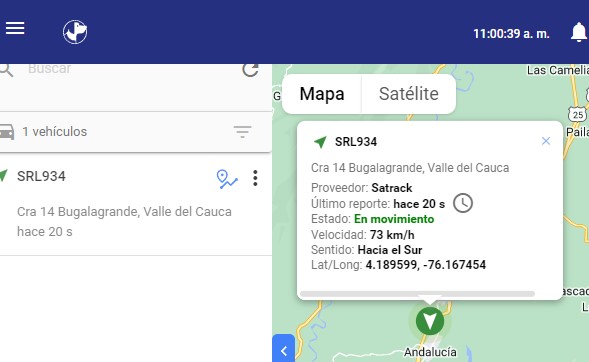 11:00:39 a. m.
Buscar
1 vehículos
SRL934
Cra 14 Bugalagrande, Valle del Cauca
hace 20 s
Mapa
Satélite
Las Camelia
G
25
Paila
SRL934
Cra 14 Bugalagrande, Valle del Cauca
Proveedor: Satrack
Último reporte: hace 20 s
Estado: En movimiento
Velocidad: 73 km/h
Sentido: Hacia el Sur
Lat/Long: 4.189599, -76.167454
ascad
L
Andalucía